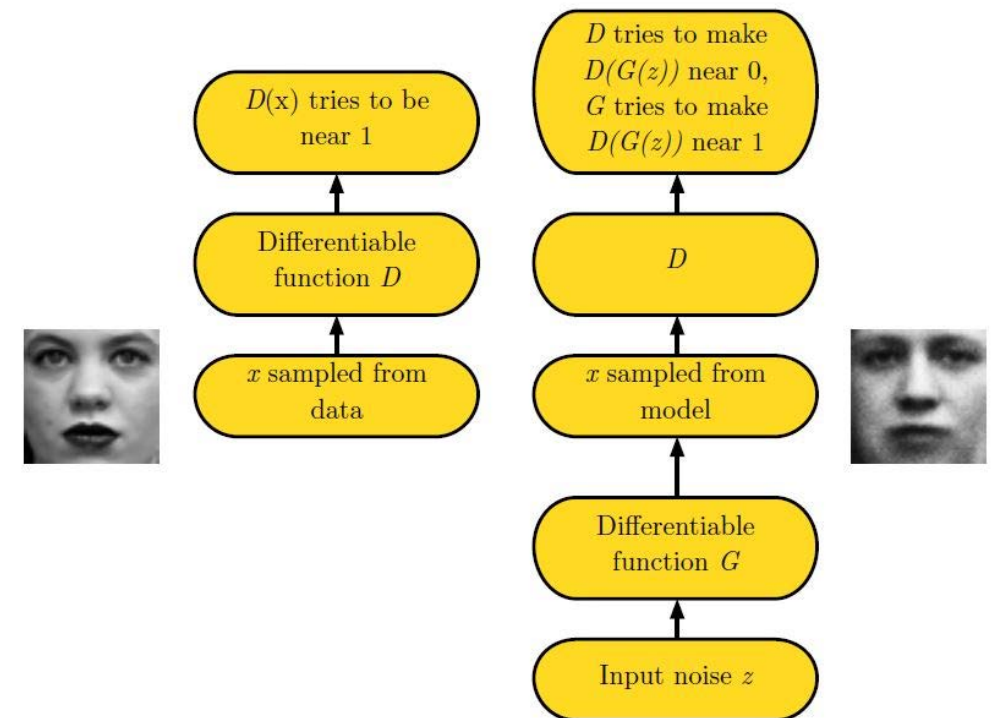 D(x) tries to be
near 1
Differentiable
function D
x sampled from
data
D tries to make
D(G(z)) near 0,
G tries to make
D(G(z)) near 1
D
x sampled from
model
Differentiable
function G
Input noise z